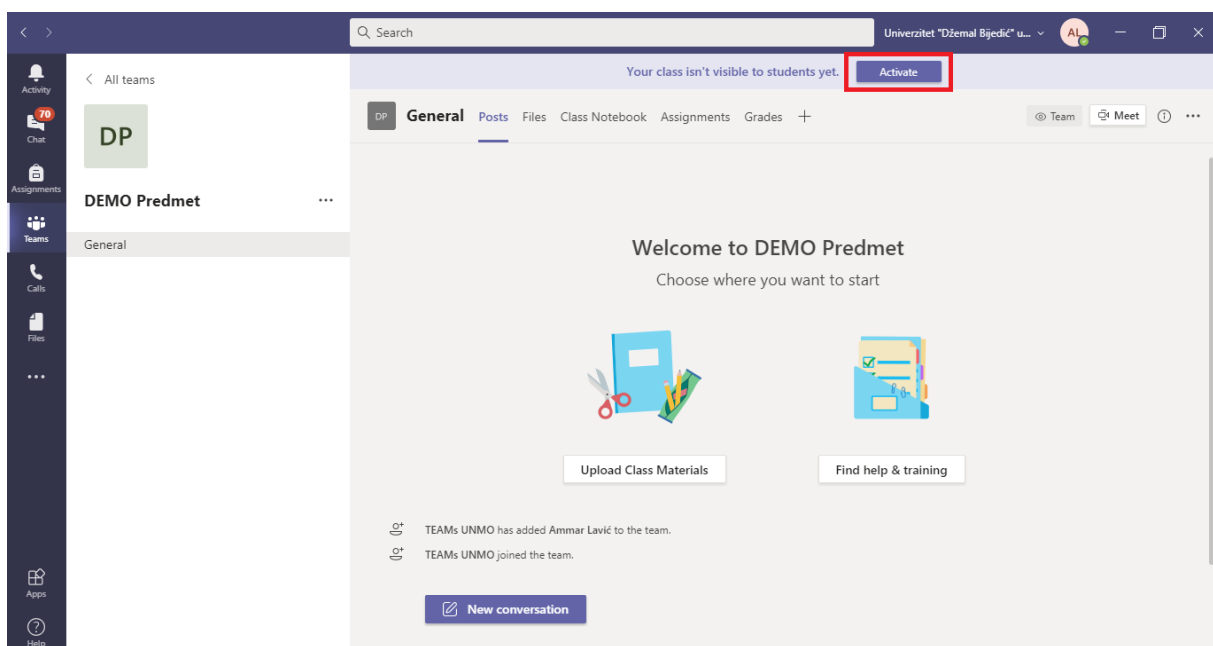 Search
Univerzitet "Džemal Bijedić" u...
AL
Activity
70
Chat
Assignments
Teams
Calls
Files
Apps
Help
All teams
DP
DEMO Predmet
General
Your class isn't visible to students yet. Activate
DP General Posts Files Class Notebook Assignments Grades
Team Meet
Welcome to DEMO Predmet
Choose where you want to start
Upload Class Materials
Find help & training
TEAMs UNMO has added Ammar Lavić to the team.
TEAMs UNMO joined the team.
New conversation